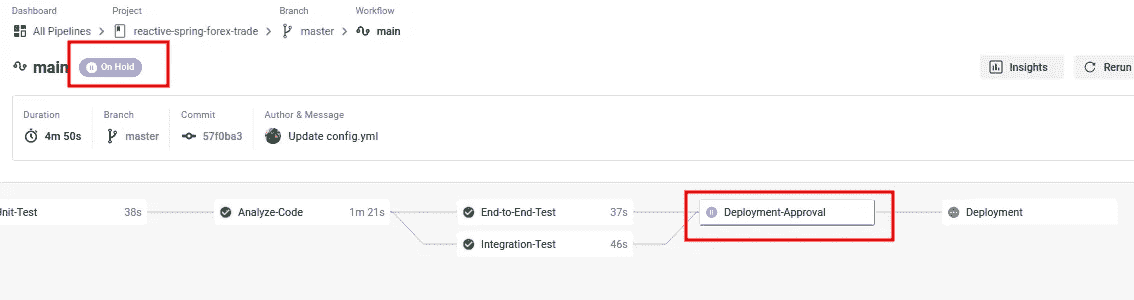 Dashboard Project Branch Workflow
All Pipelines reactive-spring-forex-trade master main
main On Hold Insights Rerun
Duration Branch Commit Author & Message
4m 50s master 57f0ba3 Update config.yml
Unit-Test 38s Analyze-Code 1m 21s End-to-End-Test 37s Deployment-Approval Deployment
Integration-Test 46s